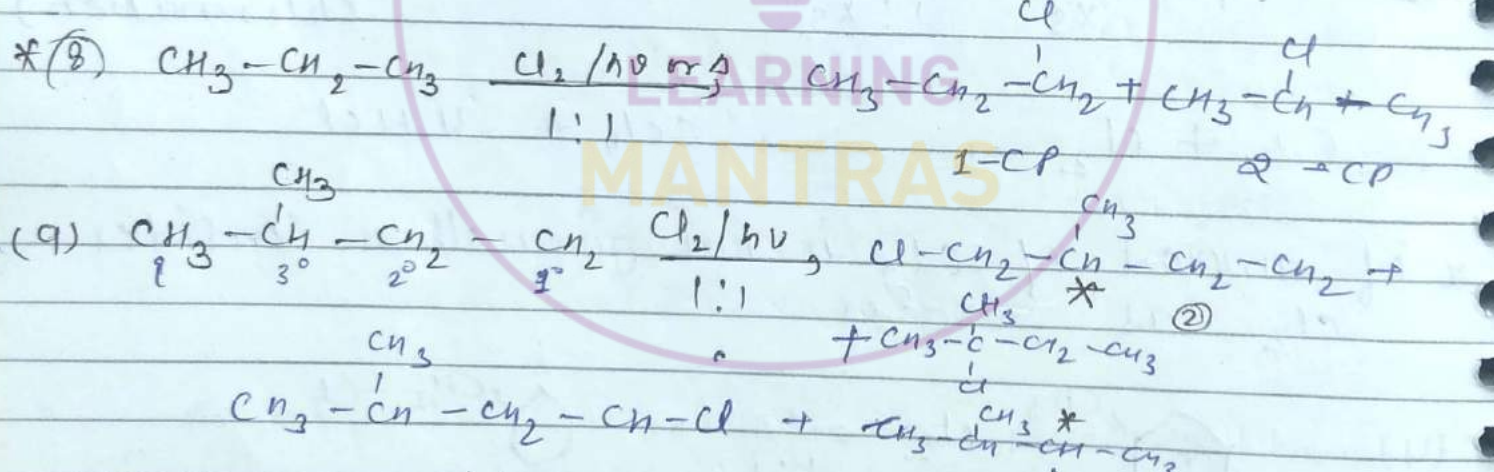 Cl
*(8) CH3-CH2-CH3 Cl2/hν or Δ CH3-CH2-CH2 + CH3-CH + CH3
Cl
LEARNING
1:1
MANTRAS
1-CP 2-CP
CH3 CH3
(9) CH3-CH-CH2-CH2 Cl2/hν Cl-CH2-CH-CH2-CH2 +
1 3° 2° 1° 1:1 * ②
CH3
+ CH3-C-CH2-CH3
Cl
CH3
CH3-CH-CH2-CH-Cl + CH3-CH-CH-CH3
CH3 *